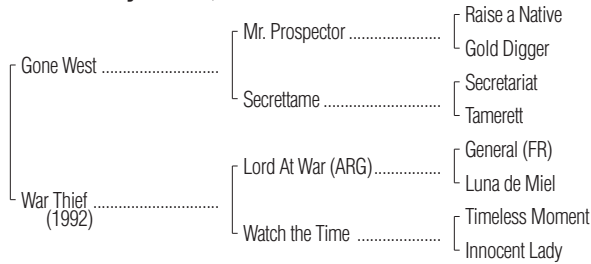 Raise a Native
Mr. Prospector ....................
Gold Digger
Gone West ..........................
Secretariat
Secrettame ..........................
Tamerett
General (FR)
Lord At War (ARG)...............
Luna de Miel
War Thief ............................
(1992)
Timeless Moment
Watch the Time ...................
Innocent Lady